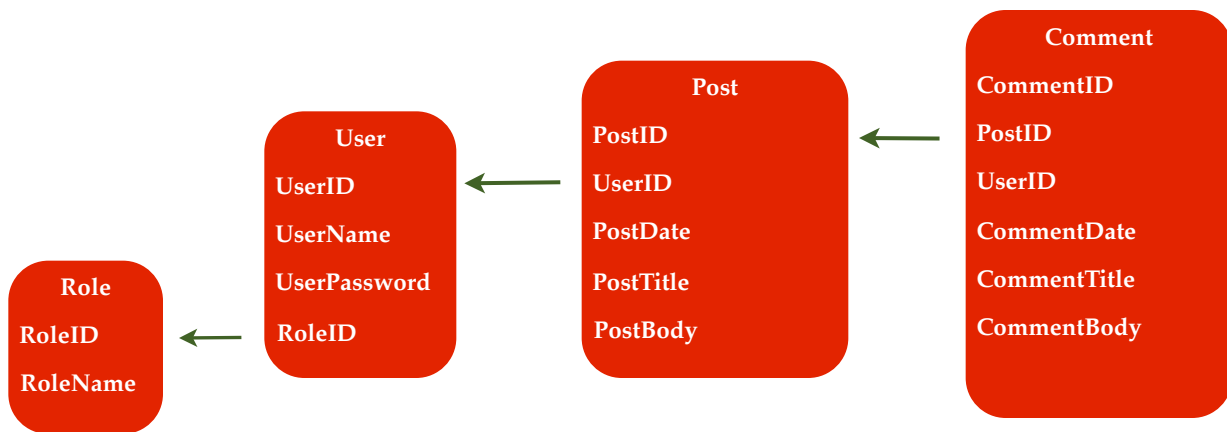 Role
RoleID
RoleName
User
UserID
UserName
UserPassword
RoleID
Post
PostID
UserID
PostDate
PostTitle
PostBody
Comment
CommentID
PostID
UserID
CommentDate
CommentTitle
CommentBody